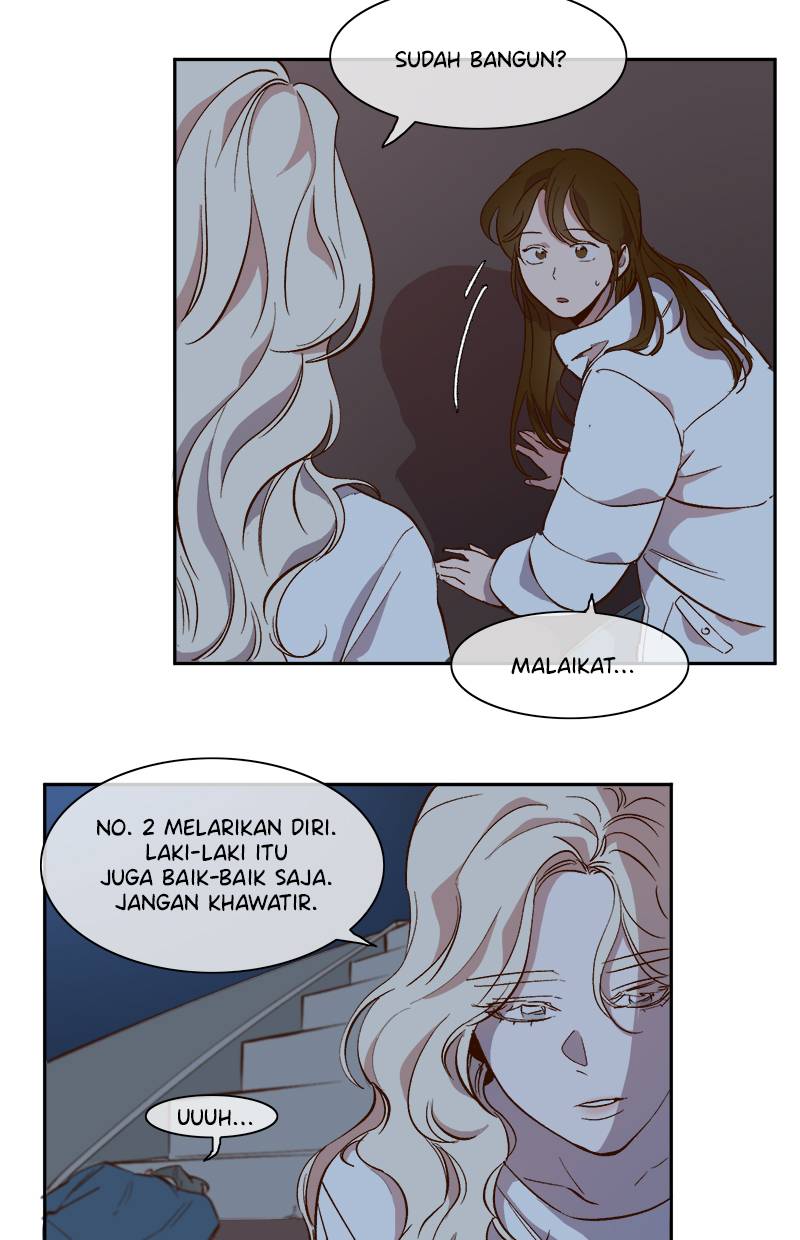 SUDAH BANGUN?
MALAIKAT...
NO. 2 MELARIKAN DIRI.
LAKI-LAKI ITU
JUGA BAIK-BAIK SAJA.
JANGAN KHAWATIR.
UUUH...